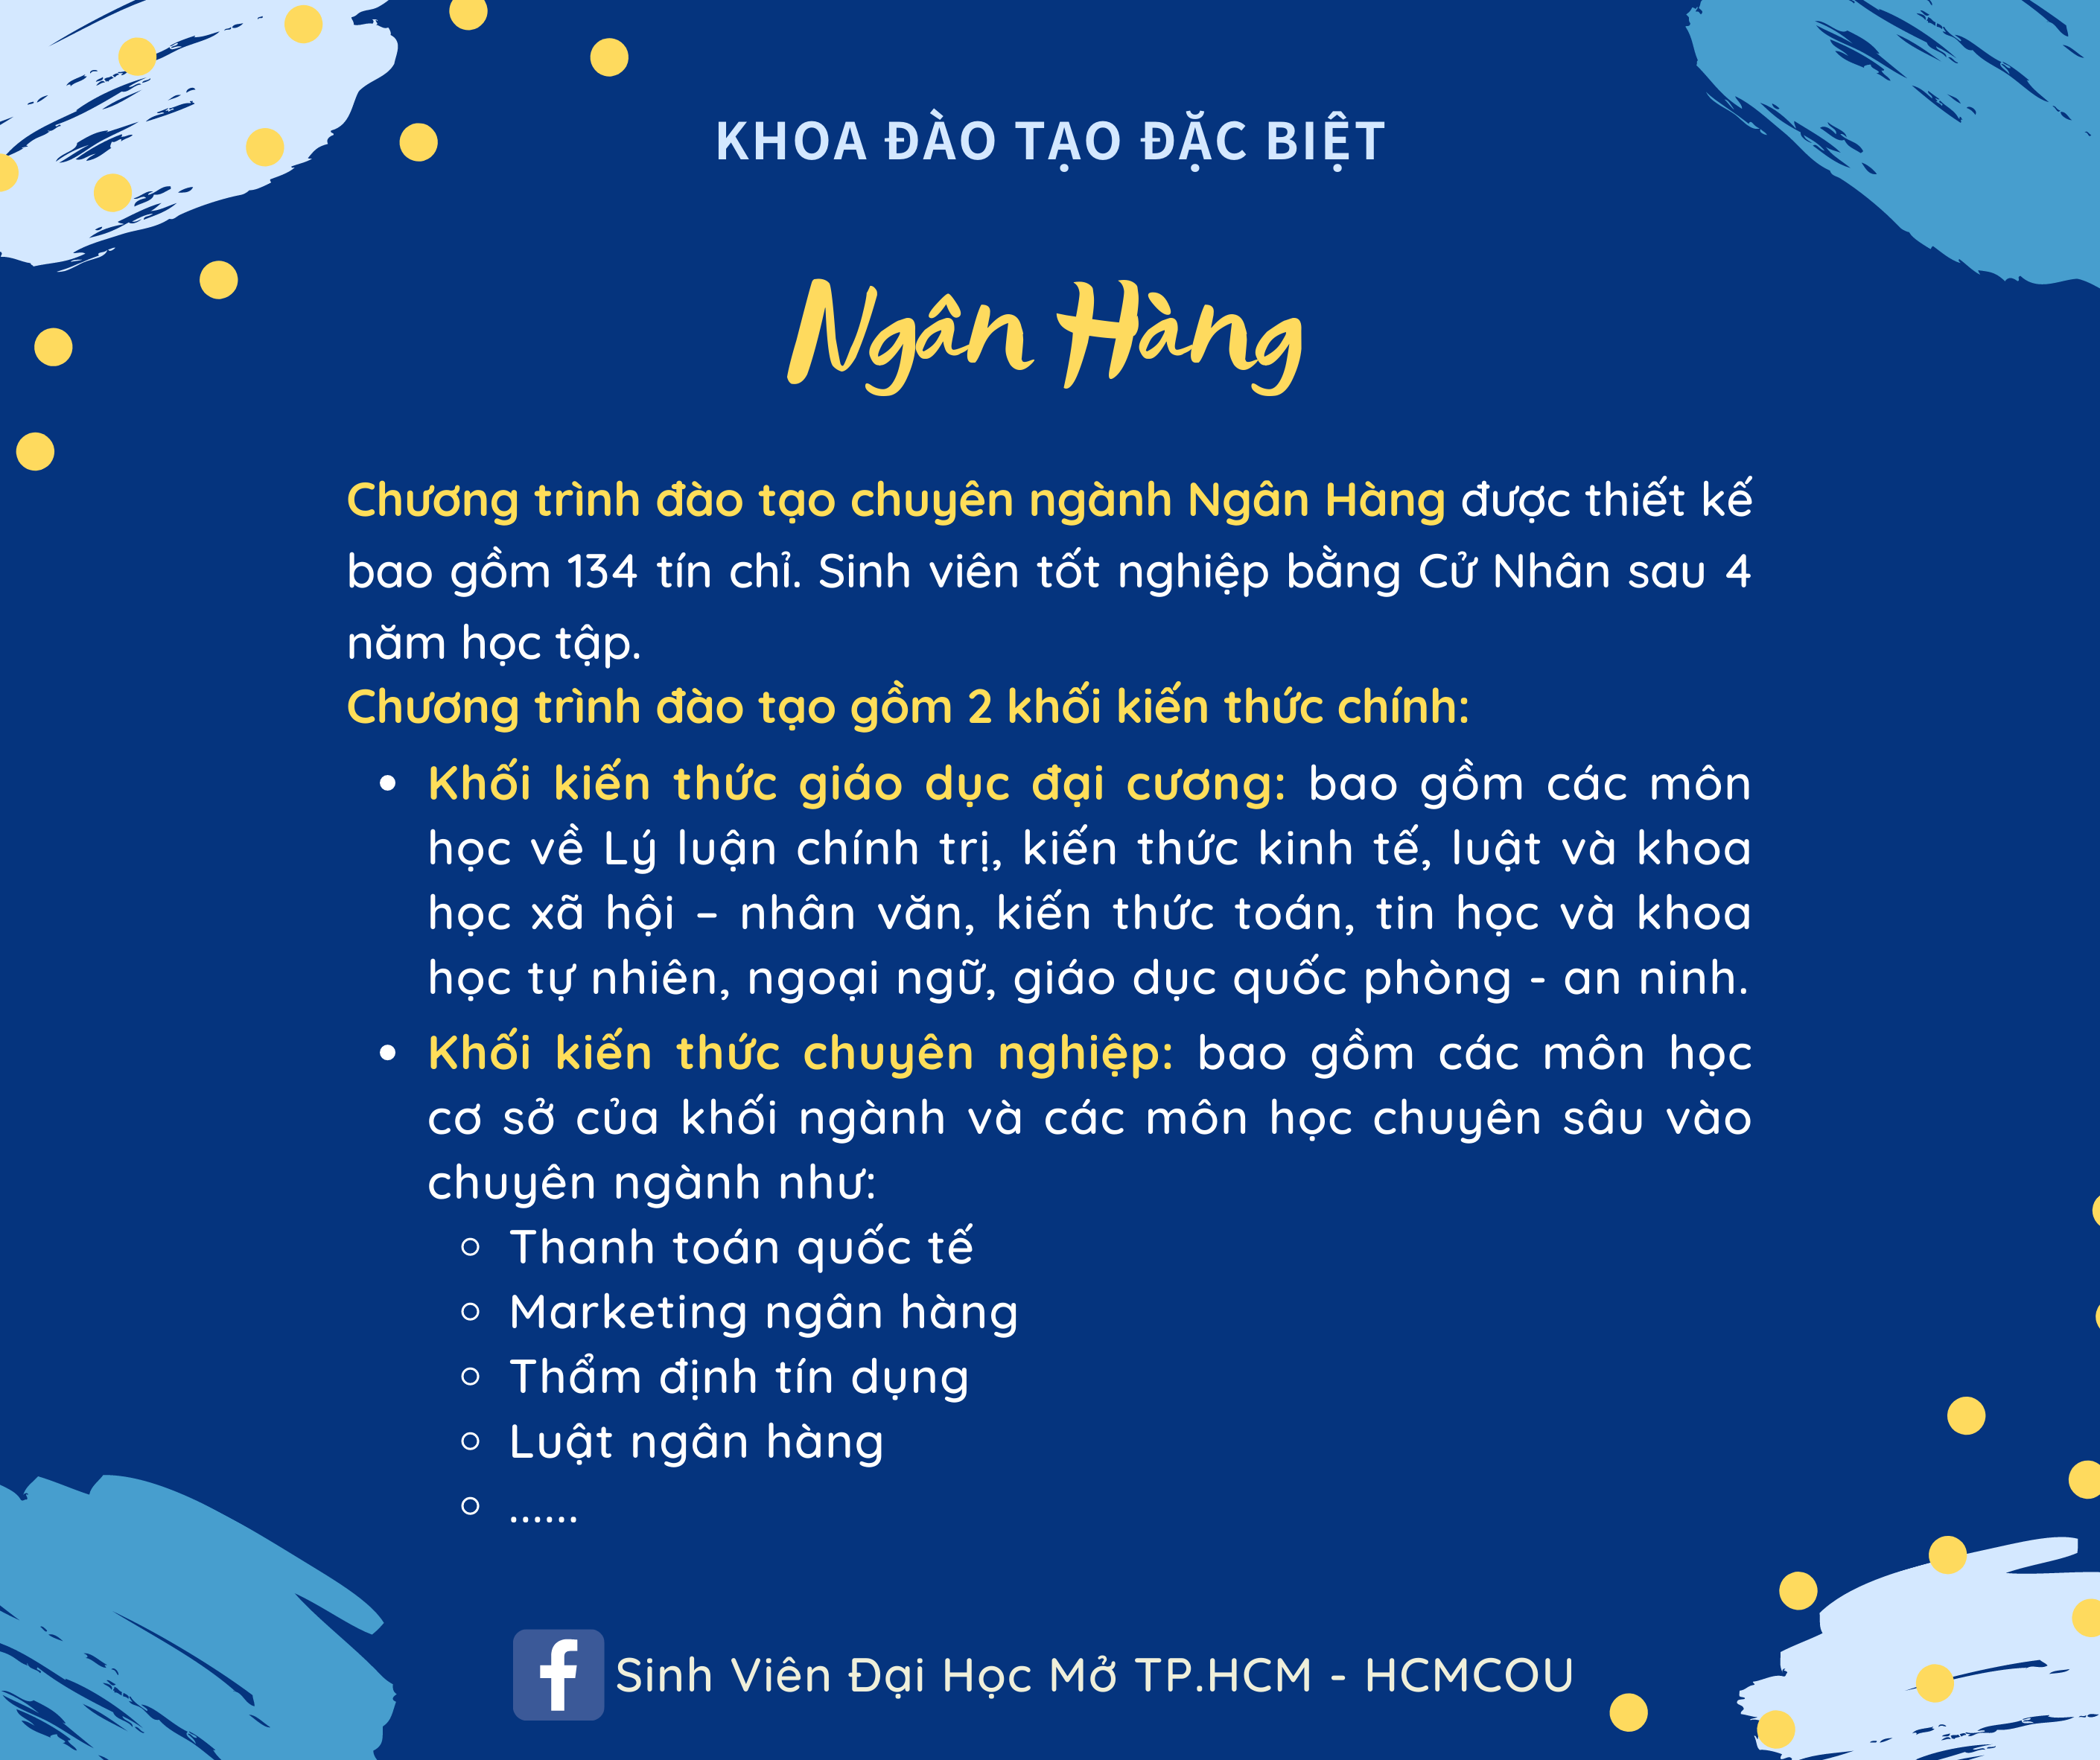 KHOA ĐÀO TẠO ĐẶC BIỆT
Ngân Hàng
Chương trình đào tạo chuyên ngành Ngân Hàng được thiết kế
bao gồm 134 tín chỉ. Sinh viên tốt nghiệp bằng Cử Nhân sau 4
năm học tập.
Chương trình đào tạo gồm 2 khối kiến thức chính:
• Khối kiến thức giáo dục đại cương: bao gồm các môn
học về Lý luận chính trị, kiến thức kinh tế, luật và khoa
học xã hội – nhân văn, kiến thức toán, tin học và khoa
học tự nhiên, ngoại ngữ, giáo dục quốc phòng - an ninh.
• Khối kiến thức chuyên nghiệp: bao gồm các môn học
cơ sở của khối ngành và các môn học chuyên sâu vào
chuyên ngành như:
○ Thanh toán quốc tế
○ Marketing ngân hàng
○ Thẩm định tín dụng
○ Luật ngân hàng
○ ......
f Sinh Viên Đại Học Mở TP.HCM - HCMCOU